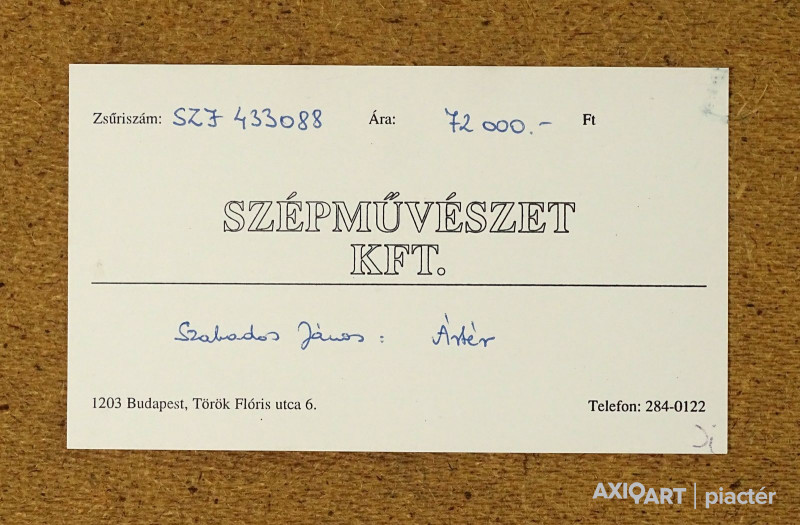 Zsűriszám: SZJ 433088 Ára: 72 000.- Ft
SZÉPMŰVÉSZET
KFT.
Szabados János: Ártér
1203 Budapest, Török Flóris utca 6. Telefon: 284-0122
AXIOART | piactér